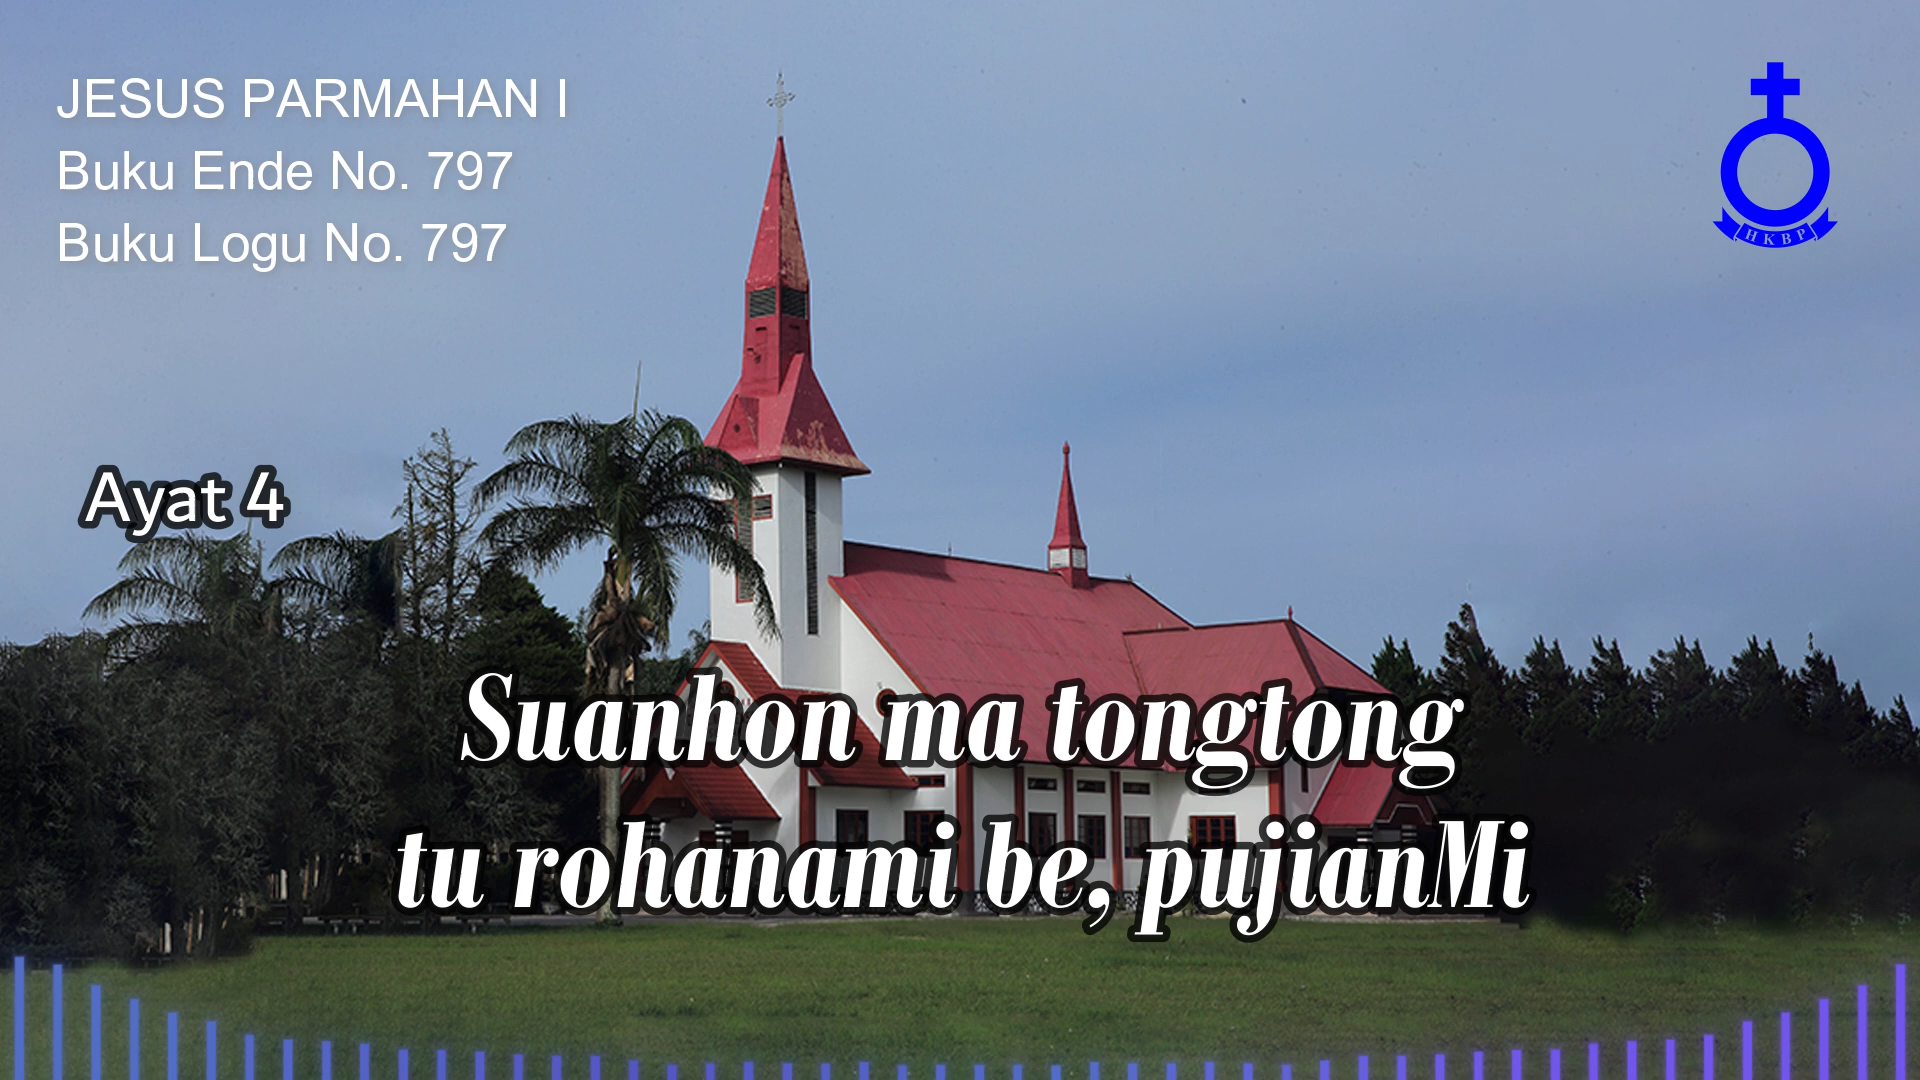 JESUS PARMAHAN I
Buku Ende No. 797
Buku Logu No. 797
HKBP
Ayat 4
Suanhon ma tongtong
tu rohanami be, pujianMi